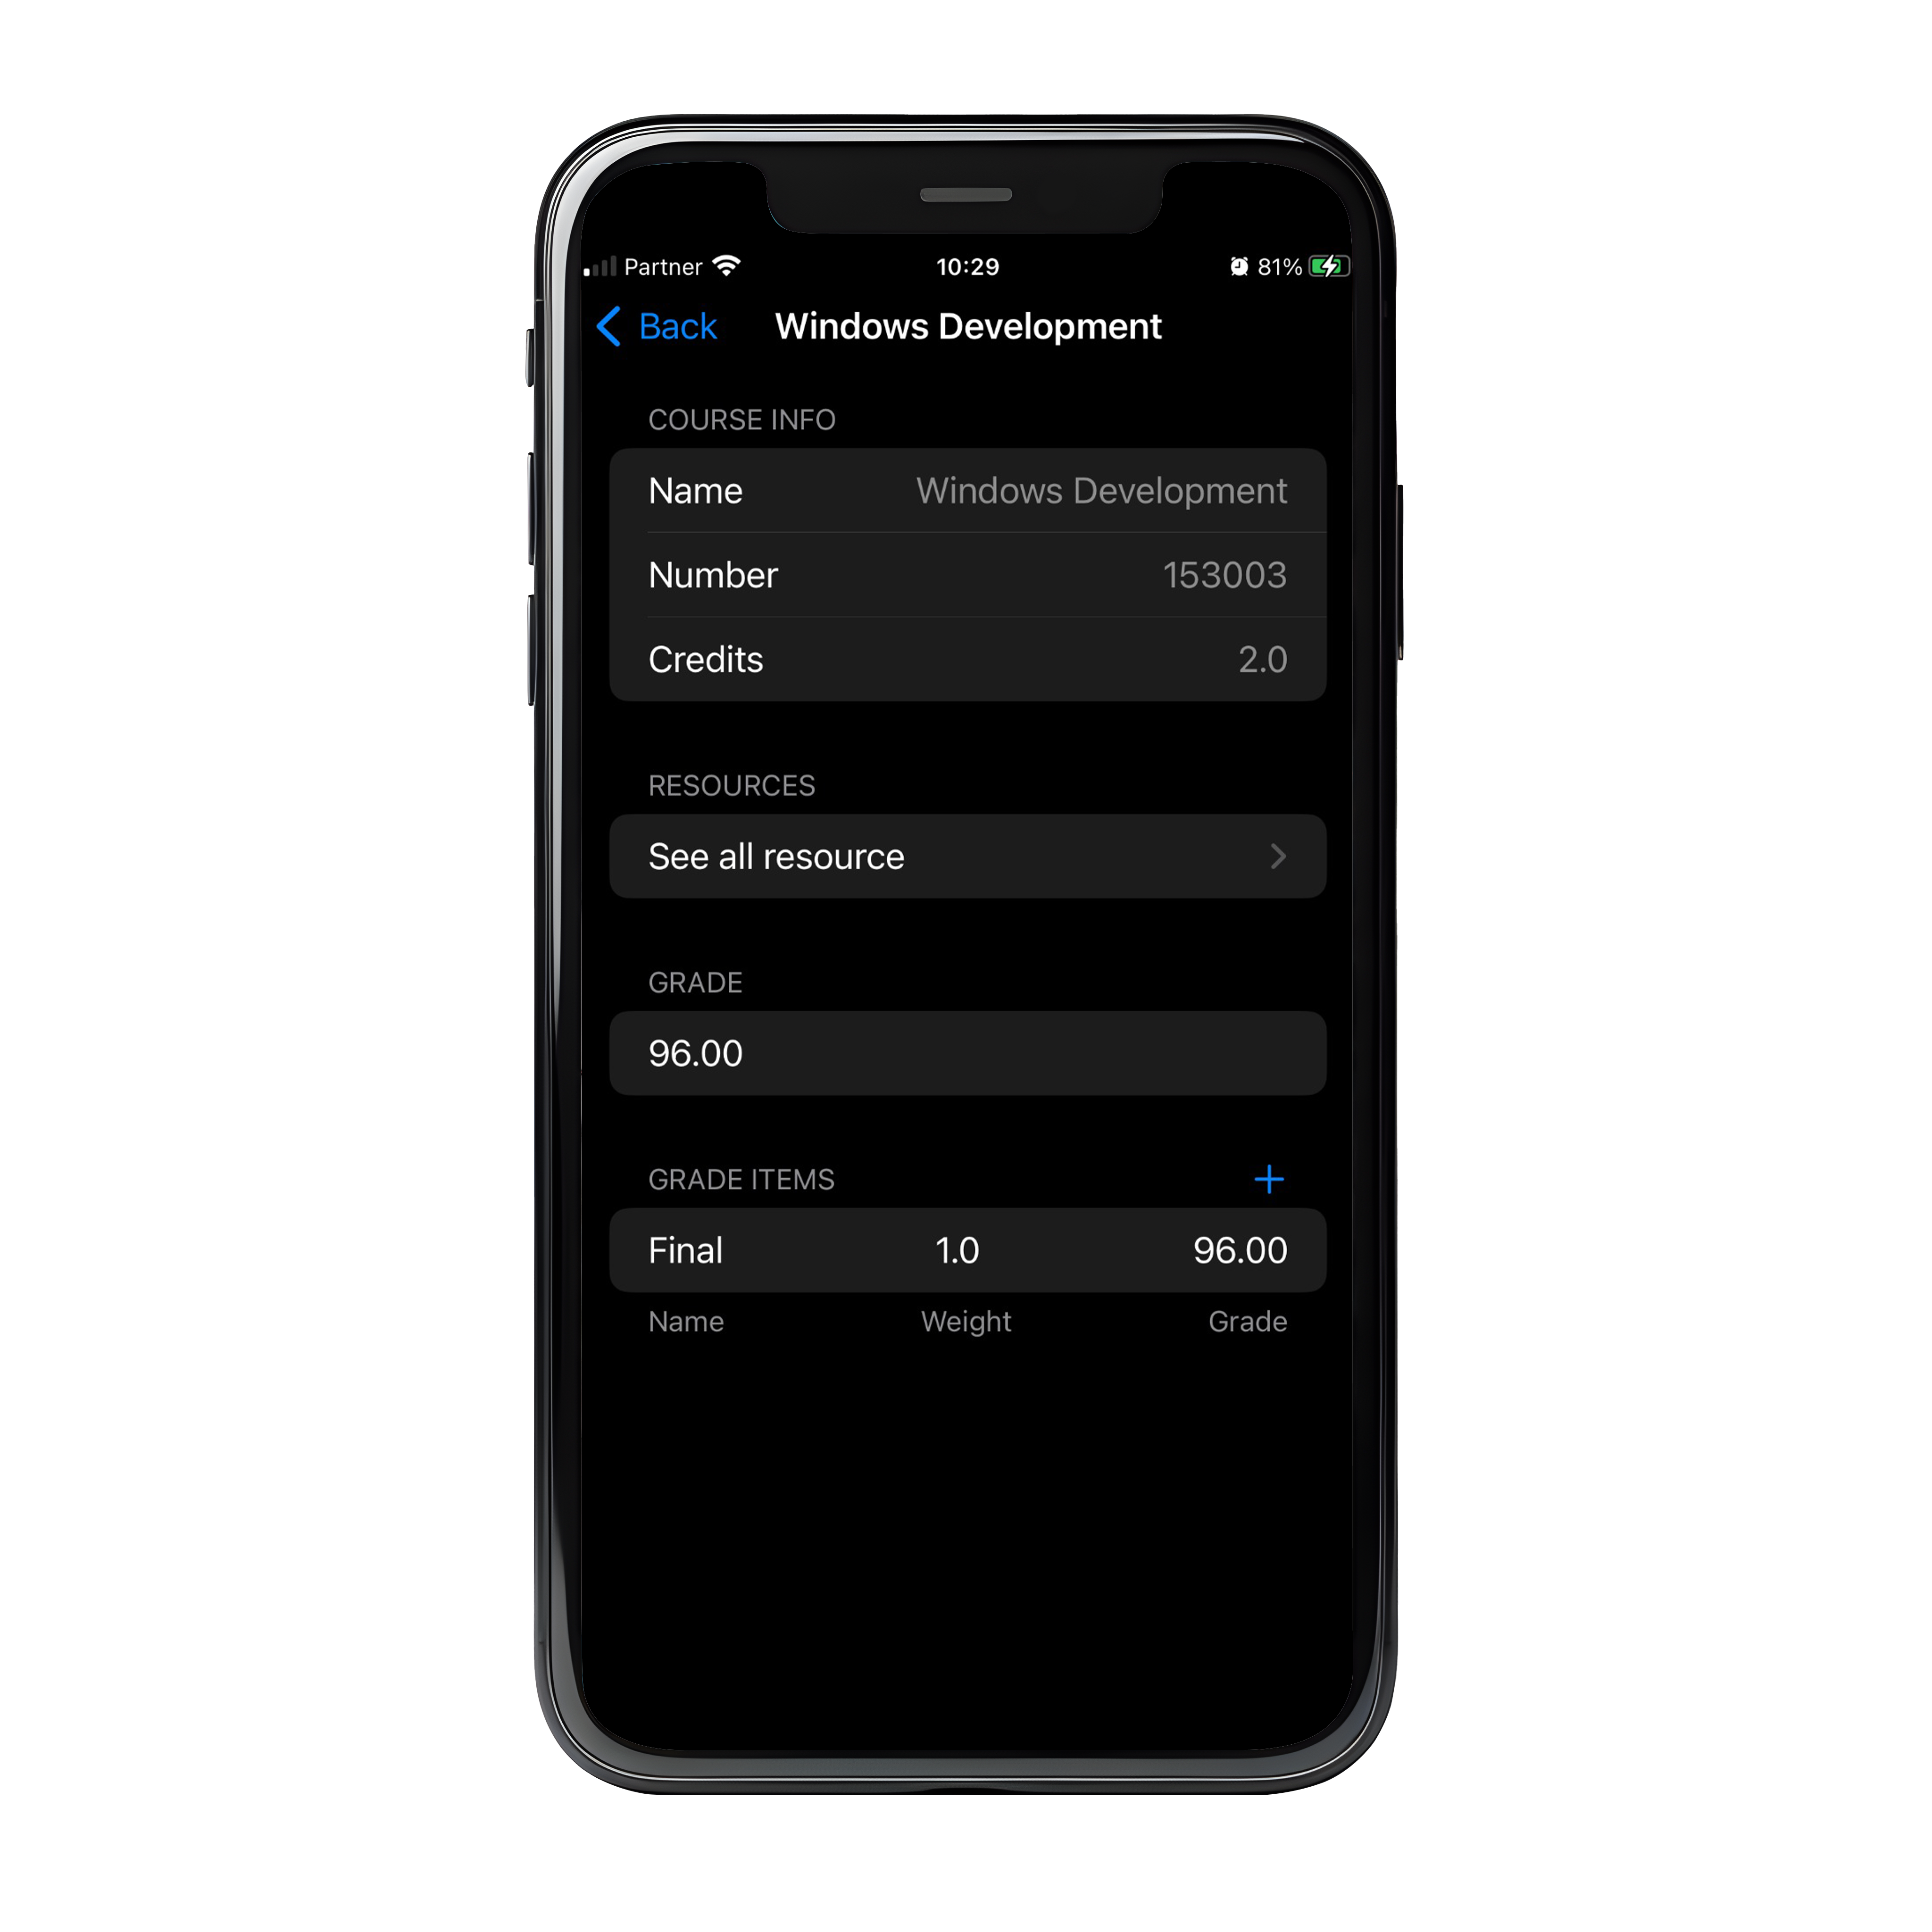 Partner 10:29 81%
Back Windows Development
COURSE INFO
Name Windows Development
Number 153003
Credits 2.0
RESOURCES
See all resource
GRADE
96.00
GRADE ITEMS
Final 1.0 96.00
Name Weight Grade